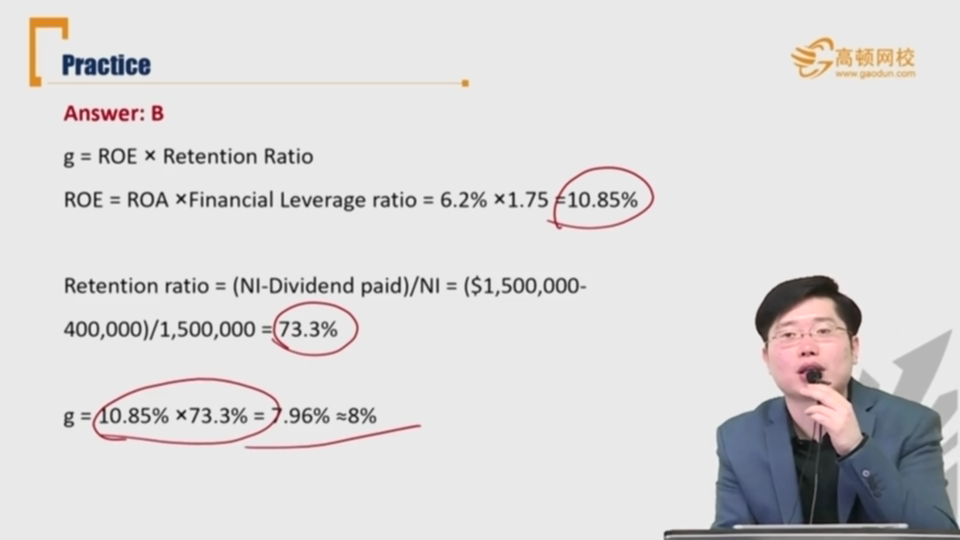 Practice
高顿网校
www.gaodun.com
Answer: B
g = ROE × Retention Ratio
ROE = ROA ×Financial Leverage ratio = 6.2% ×1.75 =10.85%
Retention ratio = (NI-Dividend paid)/NI = ($1,500,000-
400,000)/1,500,000 = 73.3%
g = 10.85% ×73.3% = 7.96% ≈8%